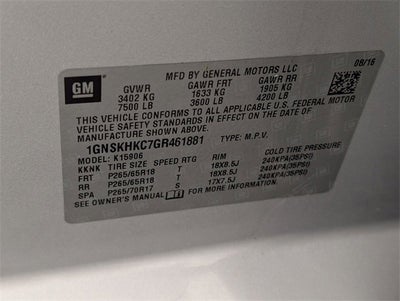 GM
MFD BY GENERAL MOTORS LLC
08/16
GVWR GAWR FRT GAWR RR
3402 KG 1633 KG 1905 KG
7500 LB 3600 LB 4200 LB
THIS VEHICLE CONFORMS TO ALL APPLICABLE U.S. FEDERAL MOTOR
VEHICLE SAFETY STANDARDS IN EFFECT ON THE DATE OF
MANUFACTURE SHOWN ABOVE.
1GNSKHKC7GR461881 TYPE: M.P.V.
MODEL: K15906
KKNK TIRE SIZE SPEED RTG RIM COLD TIRE PRESSURE
FRT P265/65R18 T 18X8.5J 240KPA(35PSI)
RR P265/65R18 T 18X8.5J 240KPA(35PSI)
SPA P265/70R17 S 17X7.5J 240KPA(35PSI)
SEE OWNER'S MANUAL FOR MORE INFORMATION.